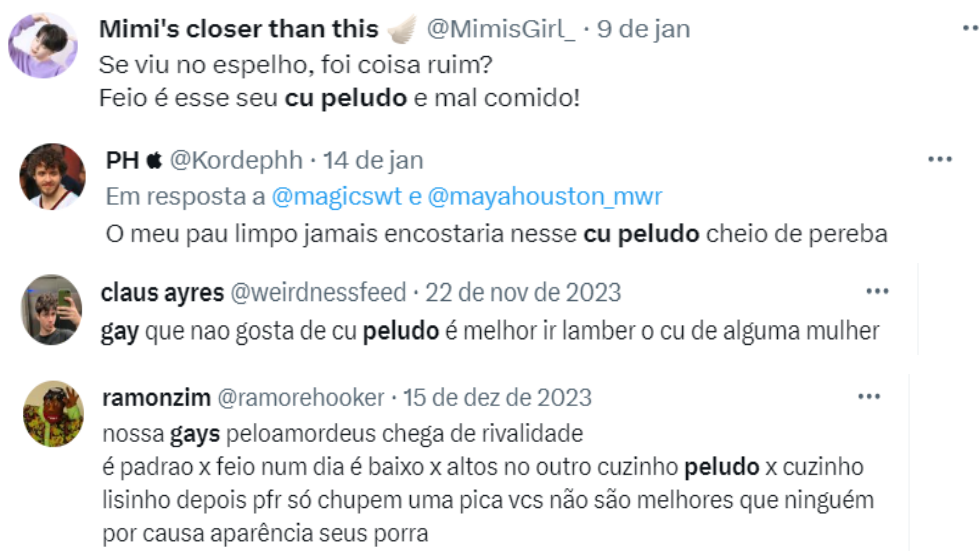 Mimi's closer than this 🪽 @MimisGirl_ · 9 de jan
Se viu no espelho, foi coisa ruim?
Feio é esse seu cu peludo e mal comido!
PH @Kordephh · 14 de jan
Em resposta a @magicswt e @mayahouston_mwr
O meu pau limpo jamais encostaria nesse cu peludo cheio de pereba
claus ayres @weirdnessfeed · 22 de nov de 2023
gay que nao gosta de cu peludo é melhor ir lamber o cu de alguma mulher
ramonzim @ramorehooker · 15 de dez de 2023
nossa gays peloamordeus chega de rivalidade
é padrao x feio num dia é baixo x altos no outro cuzinho peludo x cuzinho
lisinho depois pfr só chupem uma pica vcs não são melhores que ninguém
por causa aparência seus porra